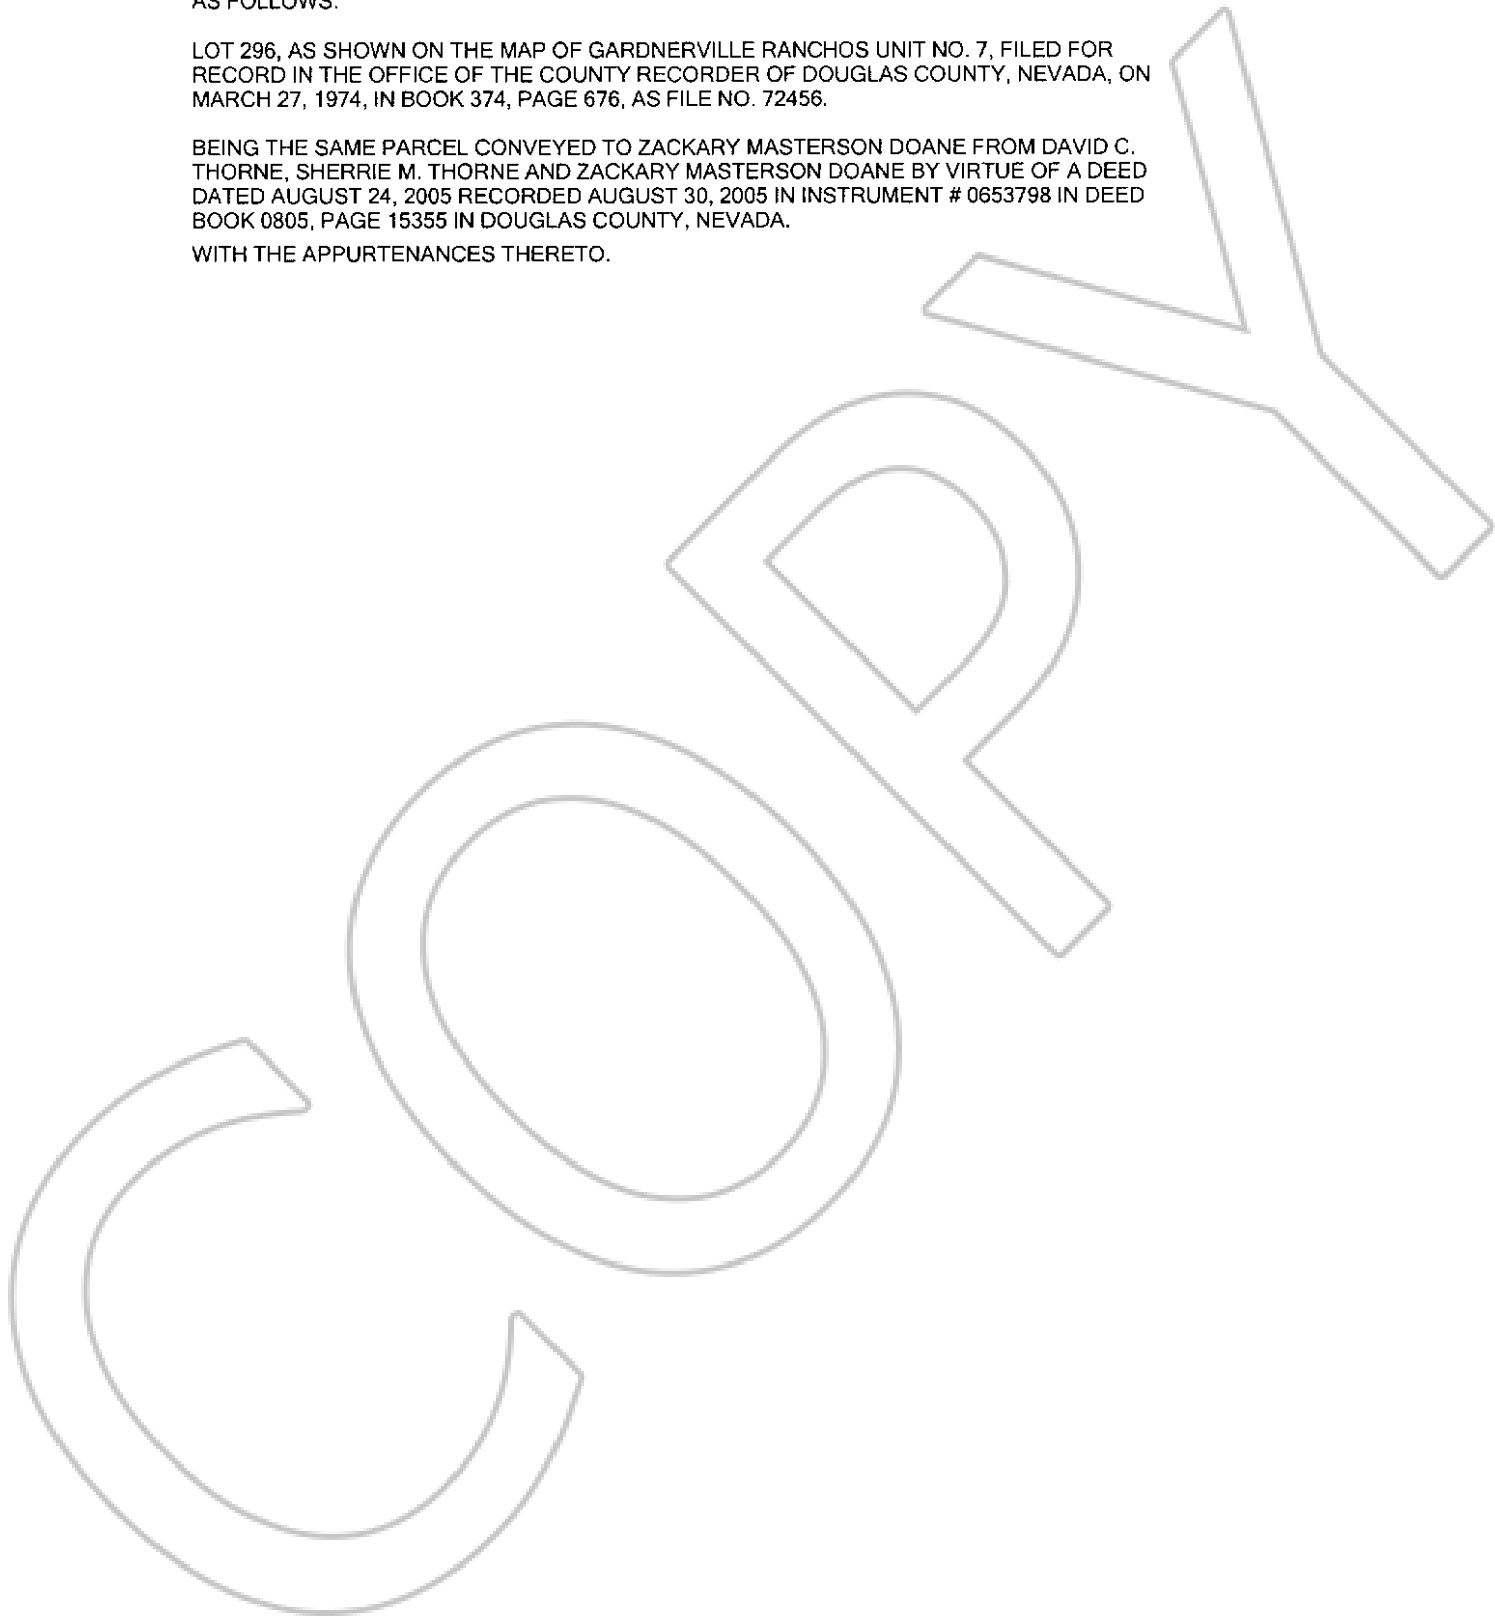 AS FOLLOWS:
LOT 296, AS SHOWN ON THE MAP OF GARDNERVILLE RANCHOS UNIT NO. 7, FILED FOR
RECORD IN THE OFFICE OF THE COUNTY RECORDER OF DOUGLAS COUNTY, NEVADA, ON
MARCH 27, 1974, IN BOOK 374, PAGE 676, AS FILE NO. 72456.
BEING THE SAME PARCEL CONVEYED TO ZACKARY MASTERSON DOANE FROM DAVID C.
THORNE, SHERRIE M. THORNE AND ZACKARY MASTERSON DOANE BY VIRTUE OF A DEED
DATED AUGUST 24, 2005 RECORDED AUGUST 30, 2005 IN INSTRUMENT # 0653798 IN DEED
BOOK 0805, PAGE 15355 IN DOUGLAS COUNTY, NEVADA.
WITH THE APPURTENANCES THERETO.
COPY